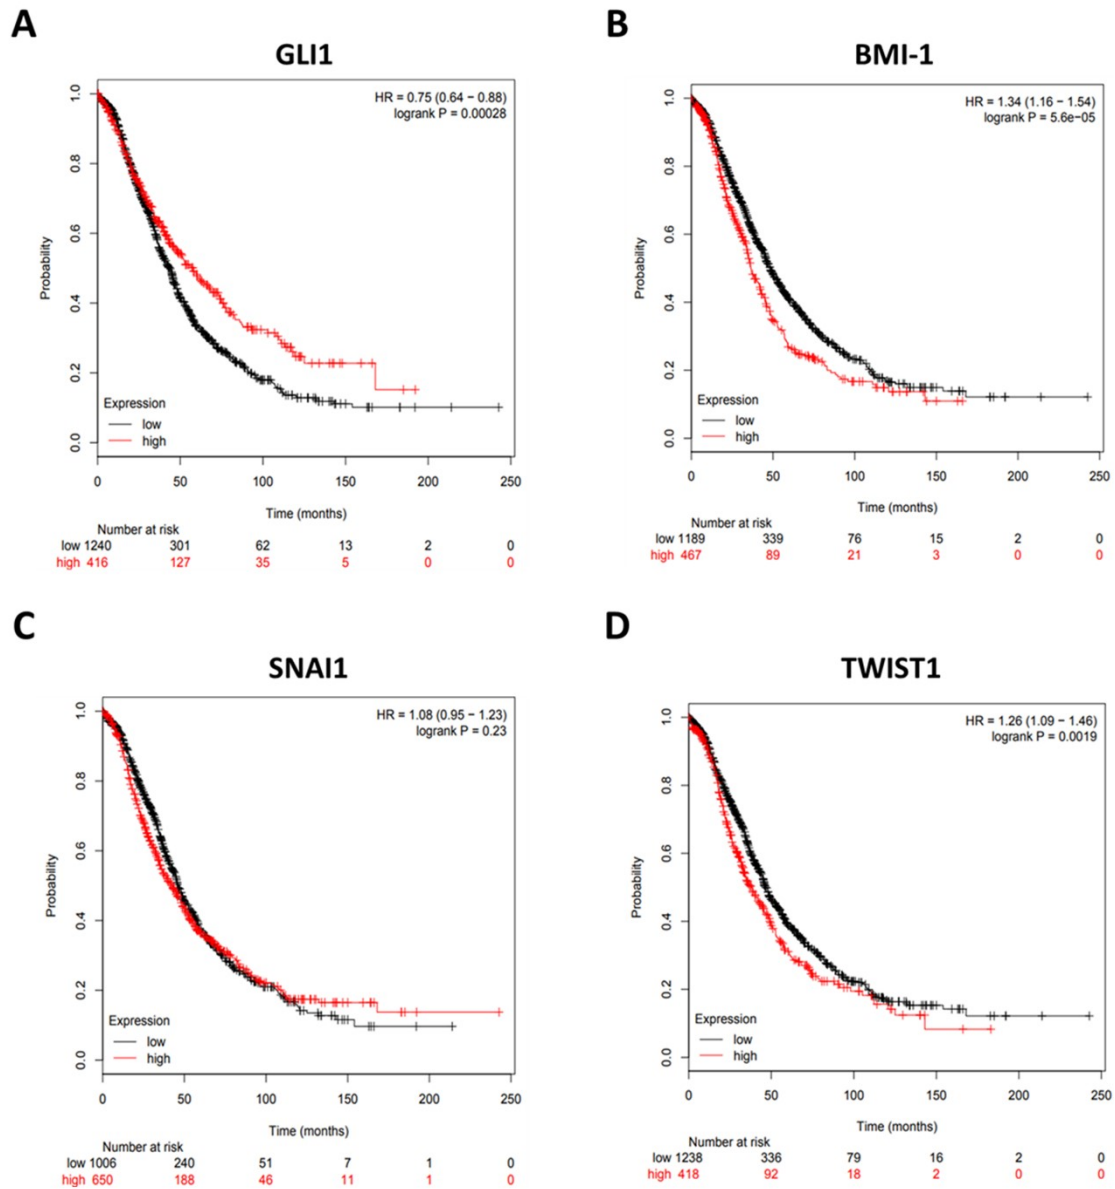 A
GLI1
HR = 0.75 (0.64 − 0.88)
logrank P = 0.00028
Probability
1.0
0.8
0.6
0.4
0.2
0.0
Expression
low
high
0 50 100 150 200 250
Time (months)
Number at risk
low 1240 301 62 13 2 0
high 416 127 35 5 0 0
B
BMI-1
HR = 1.34 (1.16 − 1.54)
logrank P = 5.6e−05
Probability
1.0
0.8
0.6
0.4
0.2
0.0
Expression
low
high
0 50 100 150 200 250
Time (months)
Number at risk
low 1189 339 76 15 2 0
high 467 89 21 3 0 0
C
SNAI1
HR = 1.08 (0.95 − 1.23)
logrank P = 0.23
Probability
1.0
0.8
0.6
0.4
0.2
0.0
Expression
low
high
0 50 100 150 200 250
Time (months)
Number at risk
low 1006 240 51 7 1 0
high 650 188 46 11 1 0
D
TWIST1
HR = 1.26 (1.09 − 1.46)
logrank P = 0.0019
Probability
1.0
0.8
0.6
0.4
0.2
0.0
Expression
low
high
0 50 100 150 200 250
Time (months)
Number at risk
low 1238 336 79 16 2 0
high 418 92 18 2 0 0